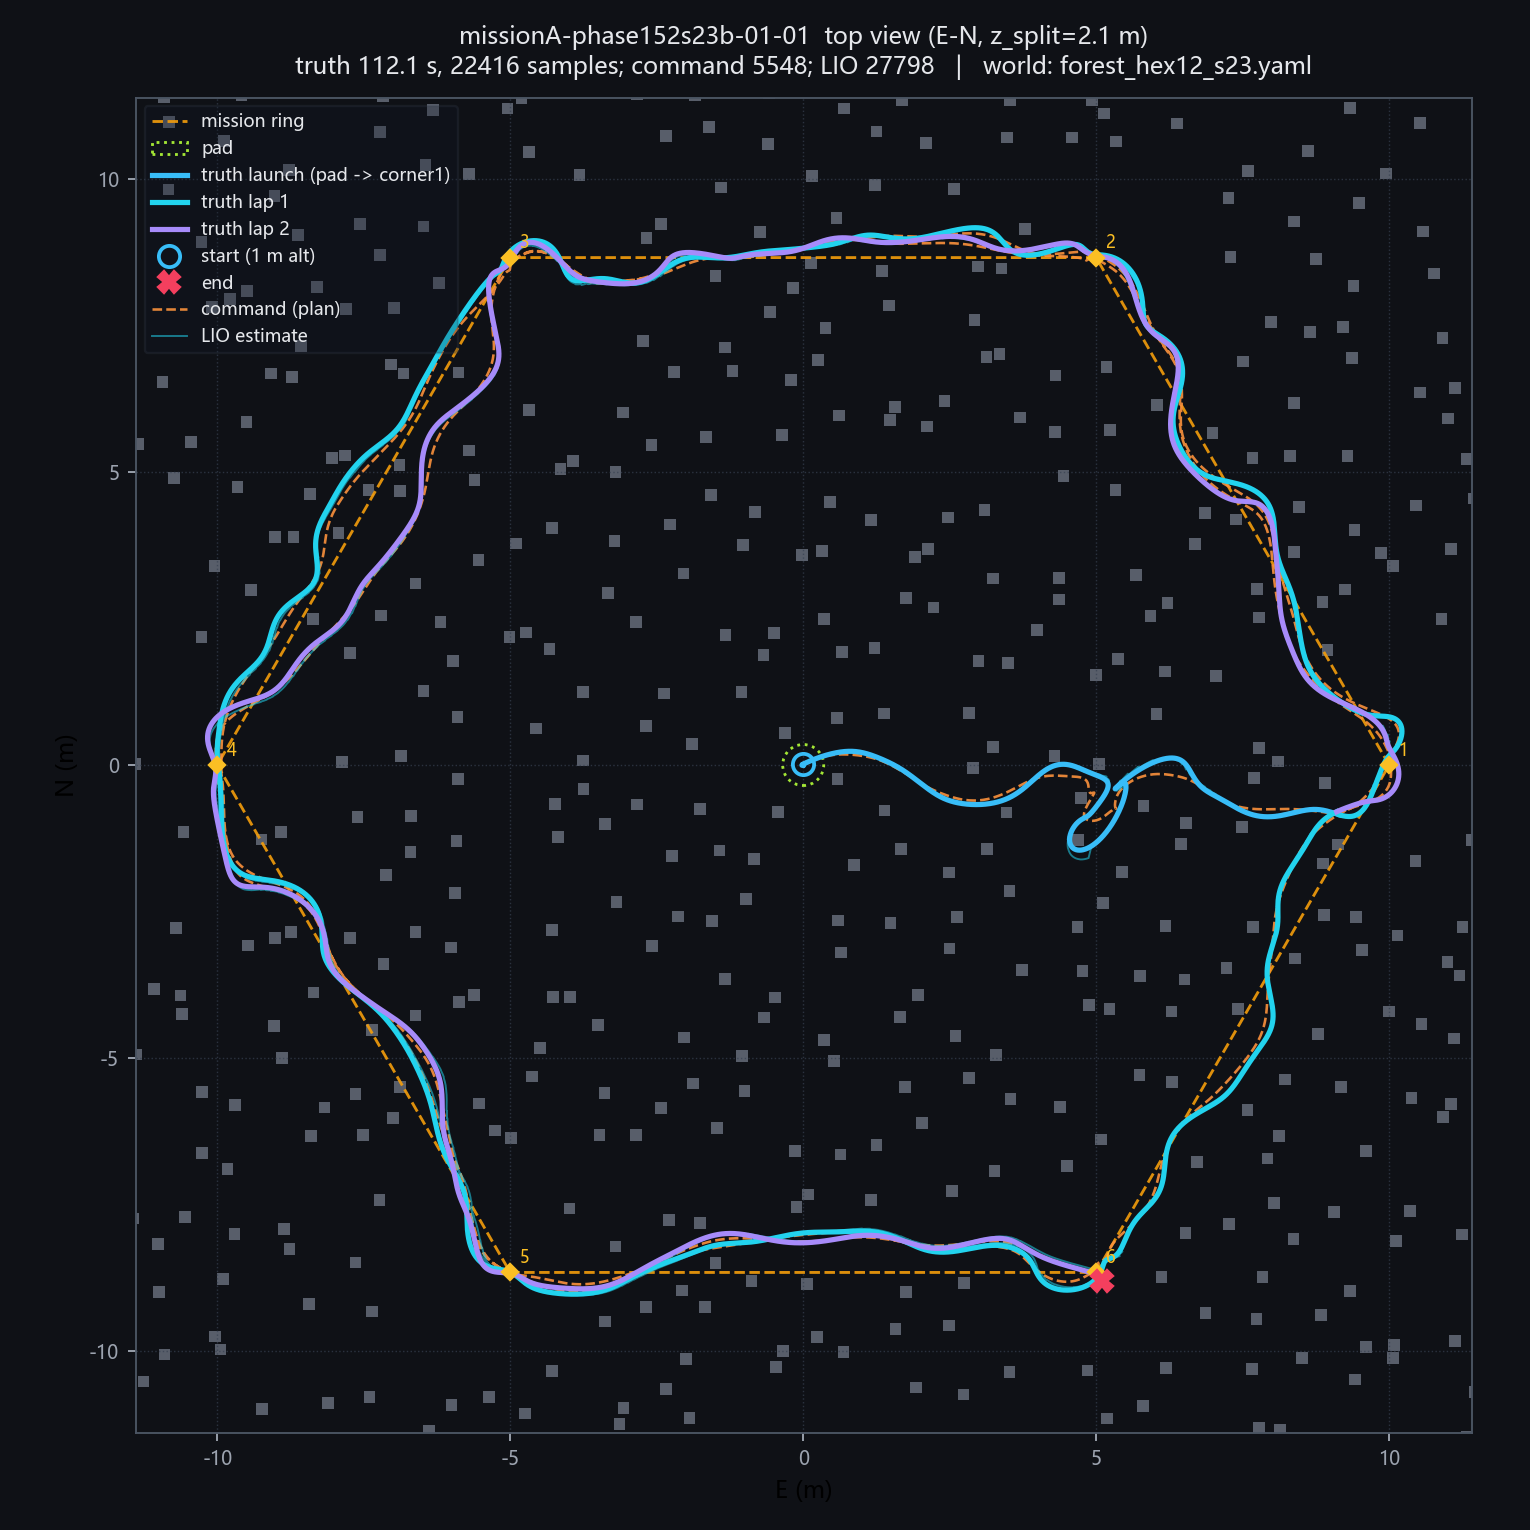 missionA-phase152s23b-01-01 top view (E-N, z_split=2.1 m)
truth 112.1 s, 22416 samples; command 5548; LIO 27798 | world: forest_hex12_s23.yaml
mission ring
pad
truth launch (pad -> corner1)
truth lap 1
truth lap 2
start (1 m alt)
end
command (plan)
LIO estimate
3
2
4
1
5
6
10
5
0
-5
-10
N (m)
-10
-5
0
5
10
E (m)